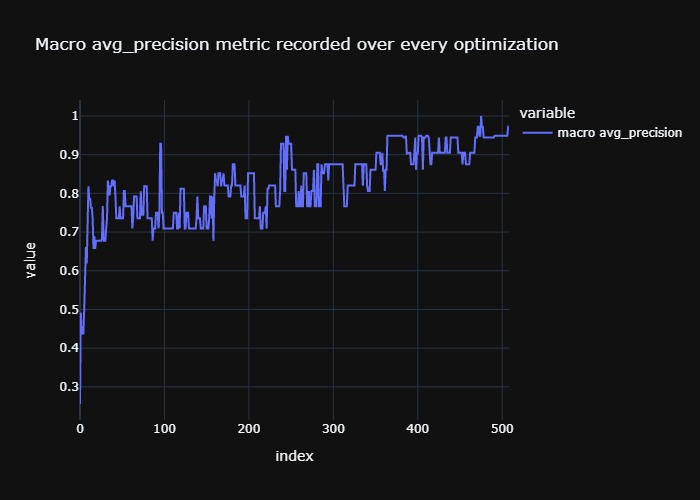 Macro avg_precision metric recorded over every optimization
variable
macro avg_precision
value
1
0.9
0.8
0.7
0.6
0.5
0.4
0.3
0 100 200 300 400 500
index